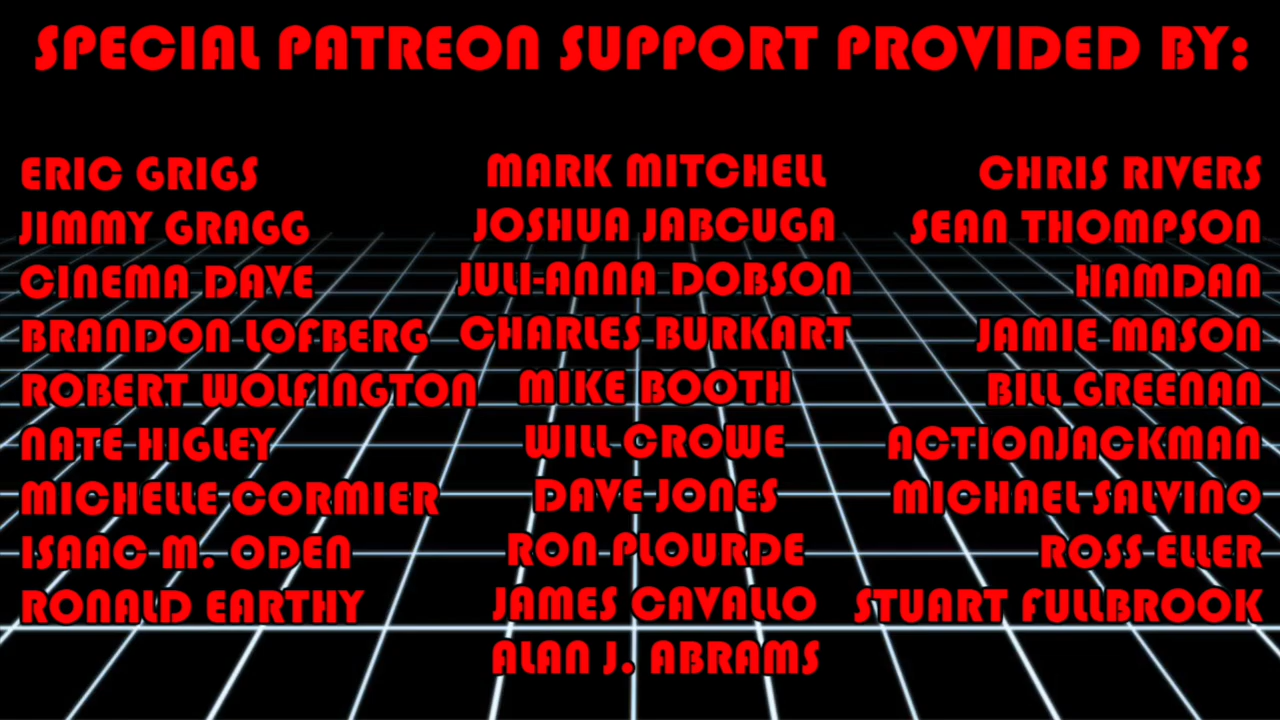 SPECIAL PATREON SUPPORT PROVIDED BY:
ERIC GRIGS
JIMMY GRAGG
CINEMA DAVE
BRANDON LOFBERG
ROBERT WOLFINGTON
NATE HIGLEY
MICHELLE CORMIER
ISAAC M. ODEN
RONALD EARTHY
MARK MITCHELL
JOSHUA JABCUGA
JULI-ANNA DOBSON
CHARLES BURKART
MIKE BOOTH
WILL CROWE
DAVE JONES
RON PLOURDE
JAMES CAVALLO
ALAN J. ABRAMS
CHRIS RIVERS
SEAN THOMPSON
HAMDAN
JAMIE MASON
BILL GREENAN
ACTIONJACKMAN
MICHAEL SALVINO
ROSS ELLER
STUART FULLBROOK